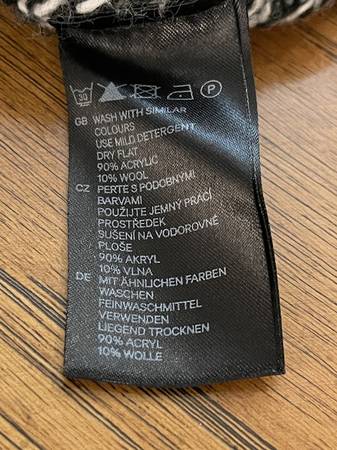 30 P
GB WASH WITH SIMILAR
COLOURS
USE MILD DETERGENT
DRY FLAT
90% ACRYLIC
10% WOOL
CZ PERTE S PODOBNÝMI
BARVAMI
POUŽIJTE JEMNÝ PRACÍ
PROSTŘEDEK
SUŠENÍ NA VODOROVNÉ
PLOŠE
90% AKRYL
10% VLNA
DE MIT ÄHNLICHEN FARBEN
WASCHEN
FEINWASCHMITTEL
VERWENDEN
LIEGEND TROCKNEN
90% ACRYL
10% WOLLE